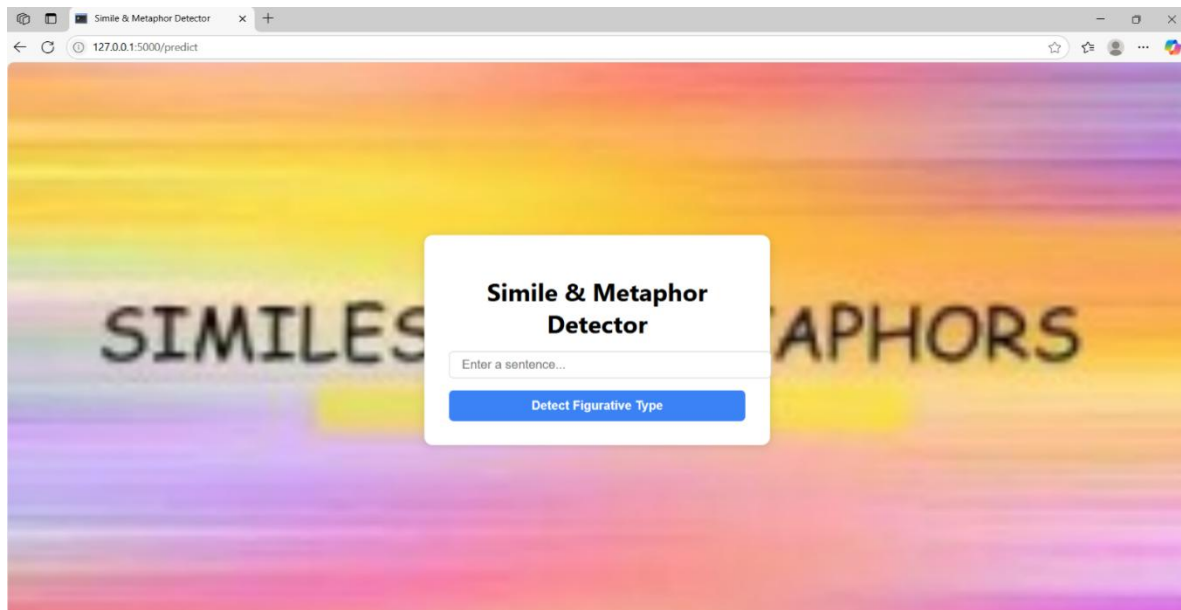 Simile & Metaphor Detector
127.0.0.1:5000/predict
Simile & Metaphor
Detector
SIMILES APHORS
Enter a sentence...
Detect Figurative Type